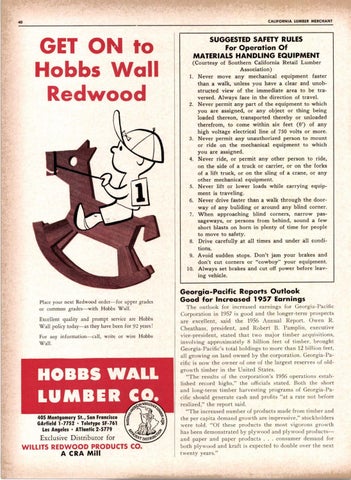 40
CALIFORNIA LUMBER MERCHANT
GET ON to
Hobbs Wall
Redwood
1
Place your next Redwood order—for upper grades
or common grades—with Hobbs Wall.
Excellent quality and prompt service are Hobbs
Wall policy today—as they have been for 92 years!
For any information—call, write or wire Hobbs
Wall.
HOBBS WALL
LUMBER CO.
405 Montgomery St., San Francisco
GArfield 1-7752 · Teletype SF-761
Los Angeles · ATlantic 2-5779
Exclusive Distributor for
WILLITS REDWOOD PRODUCTS CO.
A CRA Mill
SUGGESTED SAFETY RULES
For Operation Of
MATERIALS HANDLING EQUIPMENT
(Courtesy of Southern California Retail Lumber
Association)
1. Never move any mechanical equipment faster
than a walk, unless you have a clear and unob-
structed view of the immediate area to be tra-
versed. Always face in the direction of travel.
2. Never permit any part of the equipment to which
you are assigned, or any object or thing being
loaded thereon, transported thereby or unloaded
therefrom, to come within six feet (6') of any
high voltage electrical line of 750 volts or more.
3. Never permit an unauthorized person to mount
or ride on the mechanical equipment to which
you are assigned.
4. Never ride, or permit any other person to ride,
on the side of a truck or carrier, or on the forks
of a lift truck, or on the sling of a crane, or any
other mechanical equipment.
5. Never lift or lower loads while carrying equip-
ment is traveling.
6. Never drive faster than a walk through the door-
way of any building or around any blind corner.
7. When approaching blind corners, narrow pas-
sageways, or persons from behind, sound a few
short blasts on horn in plenty of time for people
to move to safety.
8. Drive carefully at all times and under all condi-
tions.
9. Avoid sudden stops. Don't jam your brakes and
don't cut corners or "cowboy" your equipment.
10. Always set brakes and cut off power before leav-
ing vehicle.
Georgia-Pacific Reports Outlook
Good for Increased 1957 Earnings
The outlook for increased earnings for Georgia-Pacific
Corporation in 1957 is good and the longer-term prospects
are excellent, said the 1956 Annual Report. Owen R.
Cheatham, president, and Robert B. Pamplin, executive
vice-president, stated that two major timber acquisitions,
involving approximately 8 billion feet of timber, brought
Georgia-Pacific's total holdings to more than 12 billion feet,
all growing on land owned by the corporation. Georgia-Pa-
cific is now the owner of one of the largest reserves of old-
growth timber in the United States.
"The results of the corporation's 1956 operations estab-
lished record highs," the officials stated. Both the short
and long-term timber harvesting programs of Georgia-Pa-
cific should generate cash and profits "at a rate not before
realized," the report said.
"The increased number of products made from timber and
the per capita demand growth are impressive," stockholders
were told. "Of these products the most vigorous growth
has been demonstrated by plywood and plywood products—
and paper and paper products . . . consumer demand for
both plywood and kraft is expected to double over the next
twenty years."